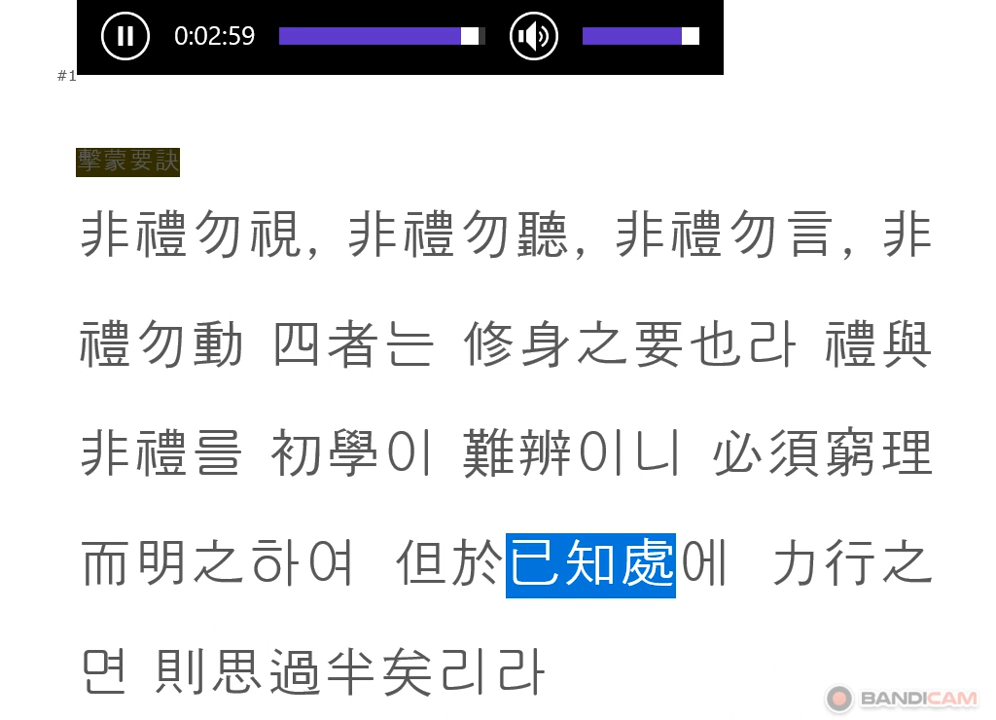 0:02:59
#1
擊蒙要訣
非禮勿視, 非禮勿聽, 非禮勿言, 非
禮勿動 四者는 修身之要也라 禮與
非禮를 初學이 難辨이니 必須窮理
而明之하여 但於已知處에 力行之
면 則思過半矣리라
BANDICAM